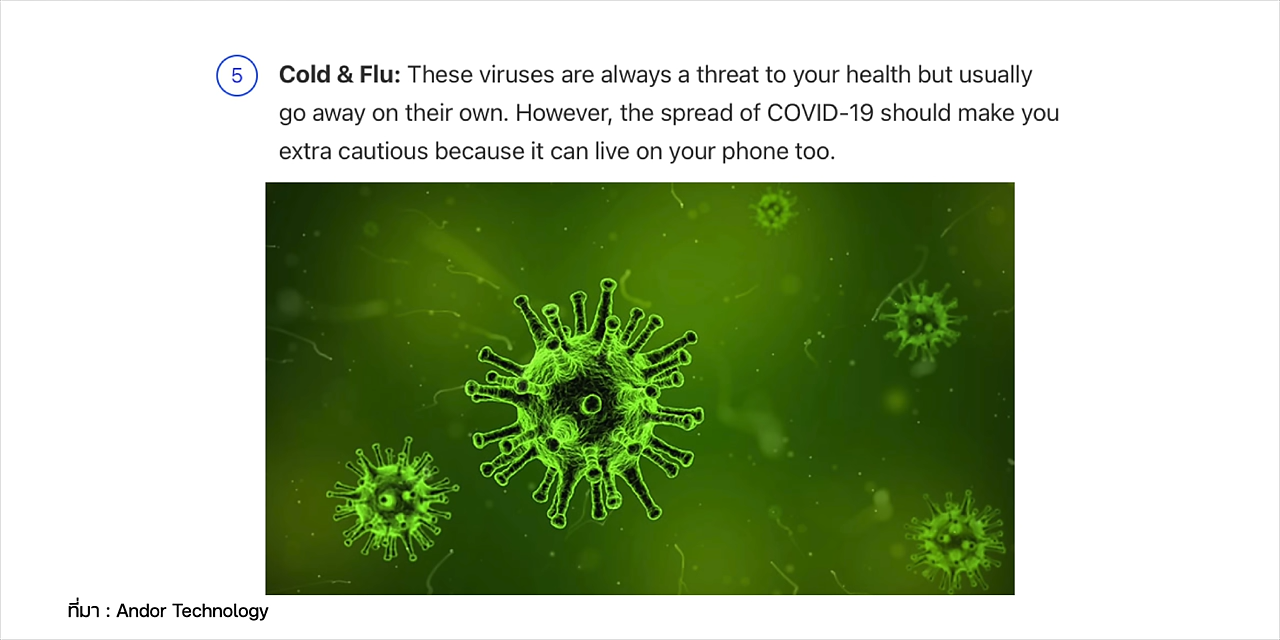 5
Cold & Flu: These viruses are always a threat to your health but usually
go away on their own. However, the spread of COVID-19 should make you
extra cautious because it can live on your phone too.
ที่มา : Andor Technology